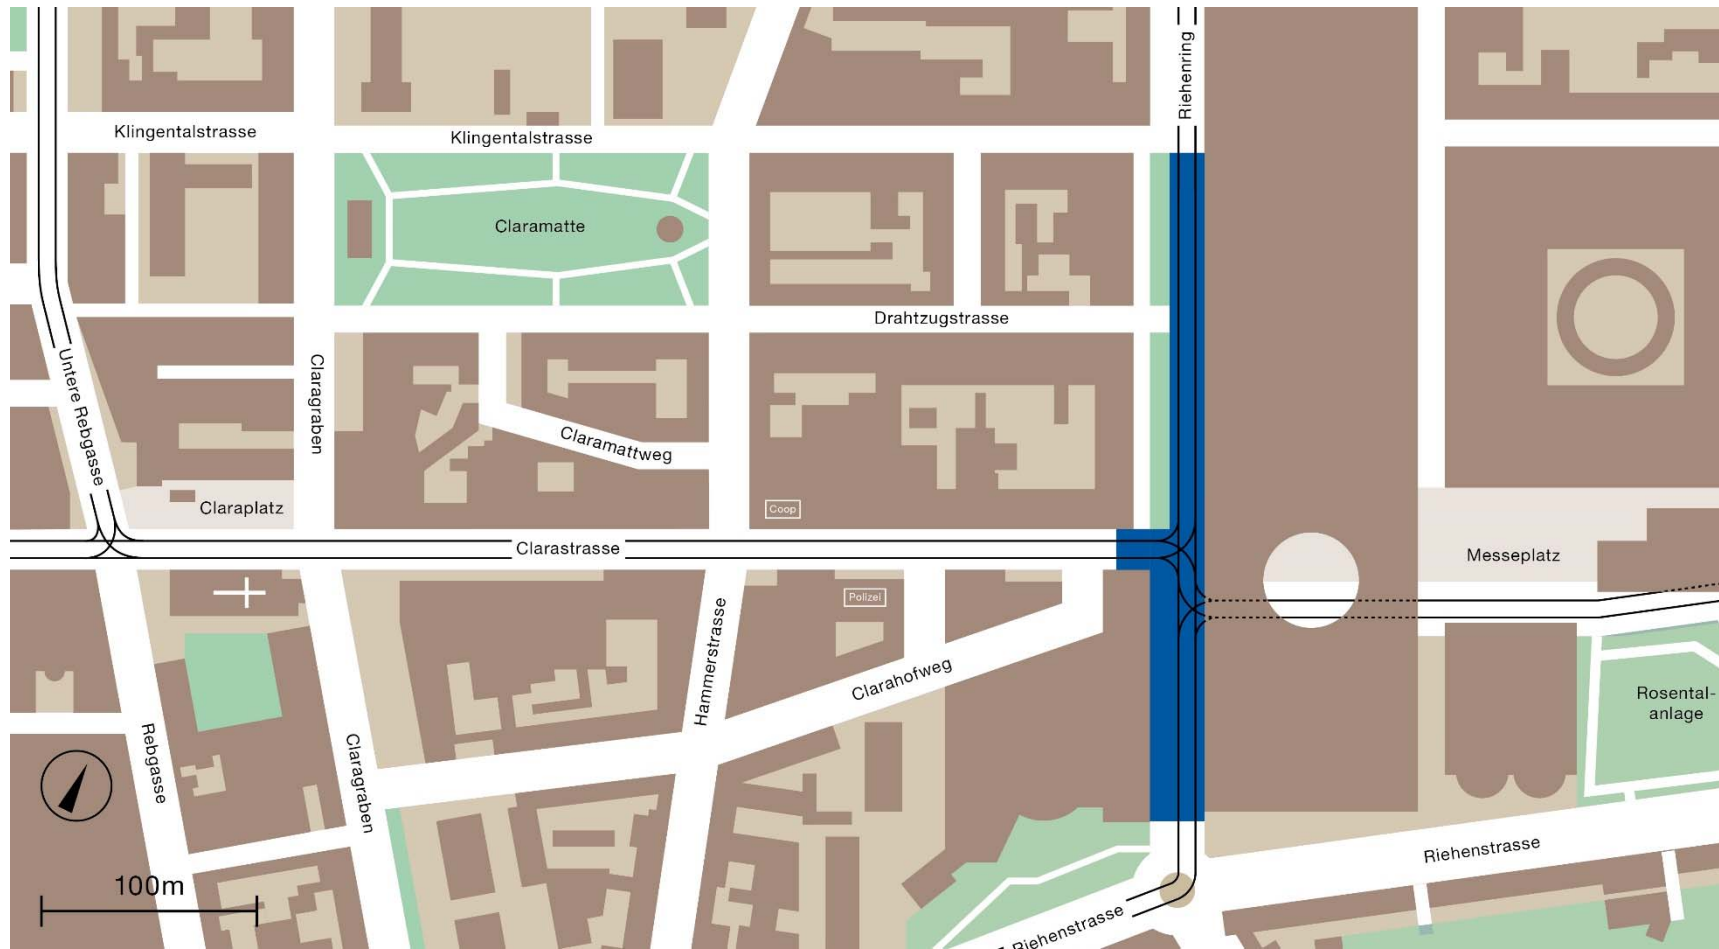 Riehenring
Klingentalstrasse
Klingentalstrasse
Claramatte
Drahtzugstrasse
Untere Rebgasse
Claragraben
Claramattweg
Claraplatz
Coop
Clarastrasse
Messeplatz
Polizei
Hammerstrasse
Clarahofweg
Rosental-
anlage
Rebgasse
Claragraben
Riehenstrasse
100m
Riehenstrasse